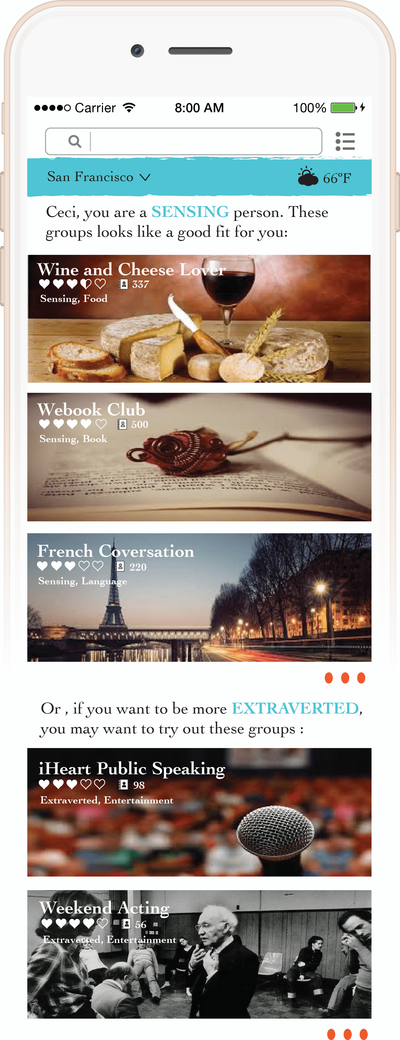 Carrier 8:00 AM 100%
San Francisco 66°F
Ceci, you are a SENSING person. These
groups looks like a good fit for you:
Wine and Cheese Lover
337
Sensing, Food
Webook Club
500
Sensing, Book
French Coversation
220
Sensing, Language
Or , if you want to be more EXTRAVERTED,
you may want to try out these groups :
iHeart Public Speaking
98
Extraverted, Entertainment
Weekend Acting
56
Extraverted, Entertainment